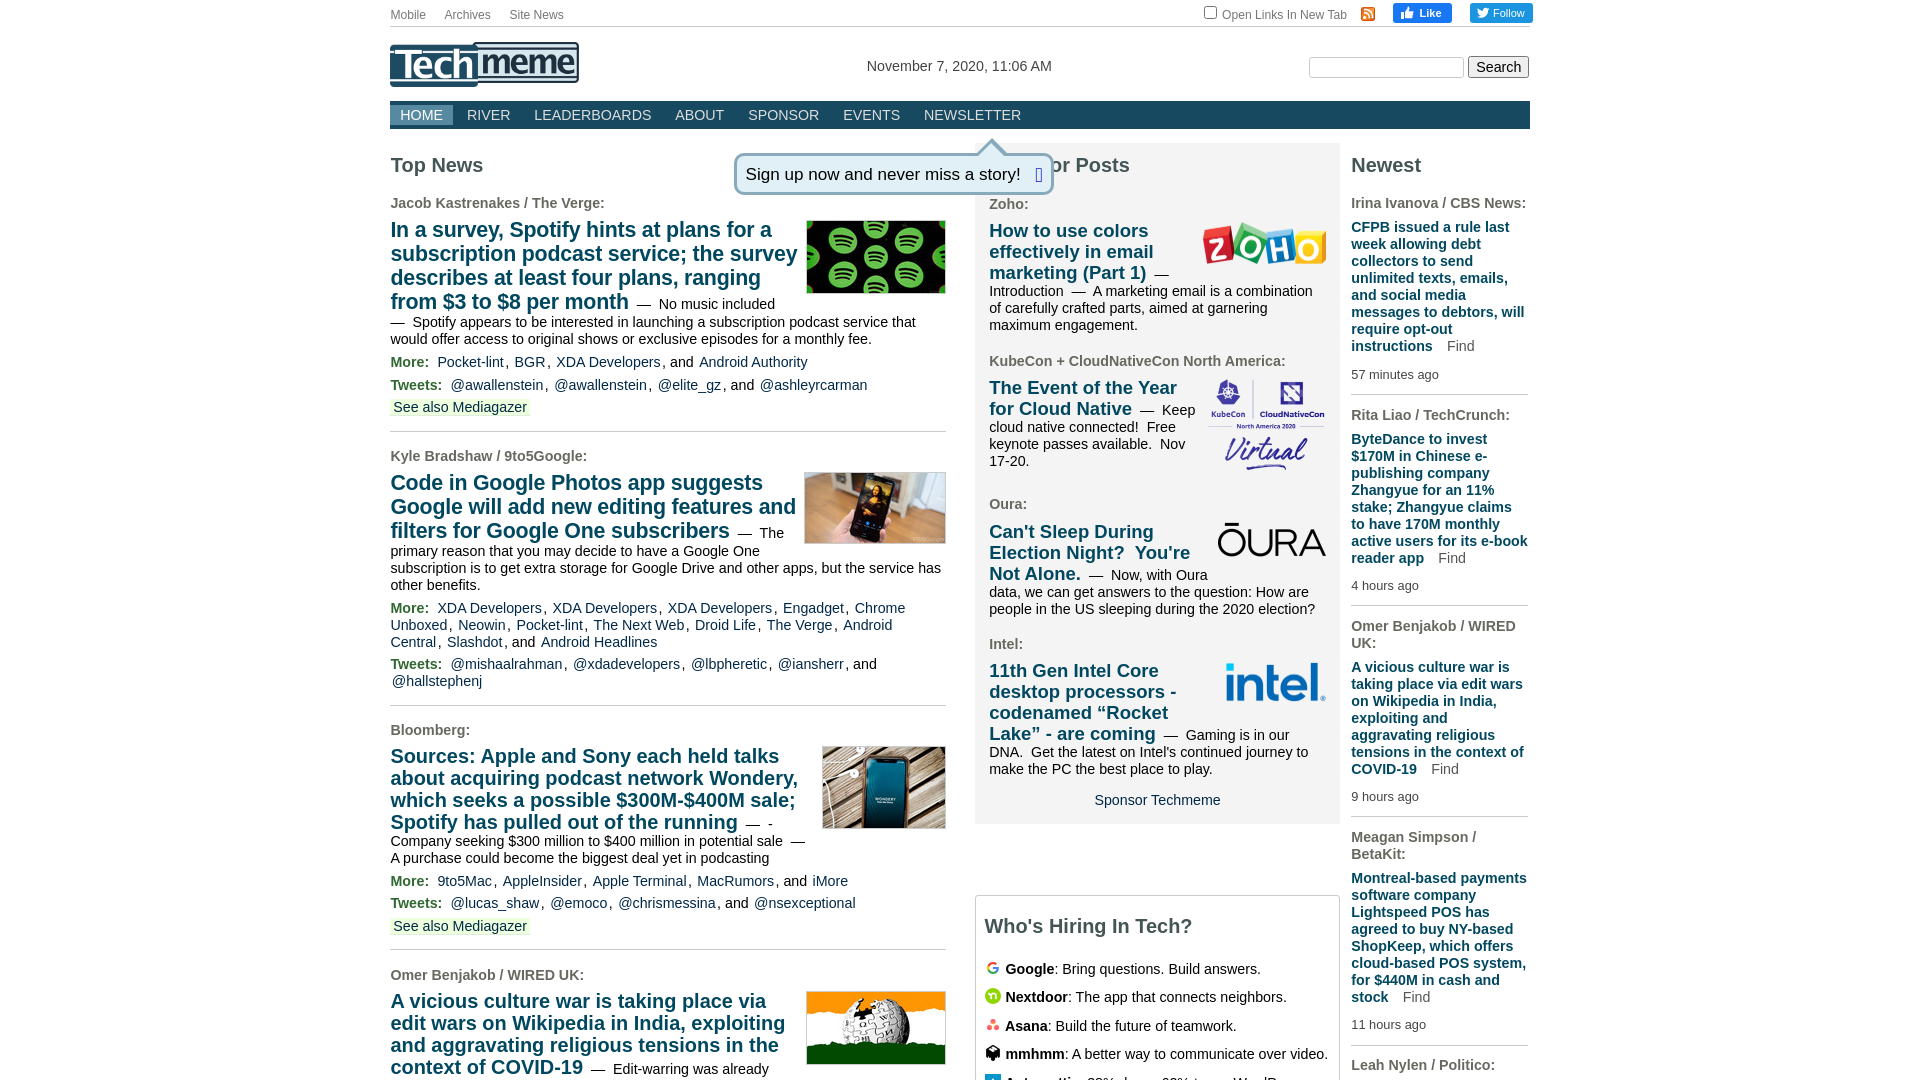 Mobile Archives Site News
Open Links In New Tab
Like
Follow
Techmeme
November 7, 2020, 11:06 AM
Search
HOME RIVER LEADERBOARDS ABOUT SPONSOR EVENTS NEWSLETTER
Sign up now and never miss a story!
Top News
Jacob Kastrenakes / The Verge:
In a survey, Spotify hints at plans for a
subscription podcast service; the survey
describes at least four plans, ranging
from $3 to $8 per month — No music included
— Spotify appears to be interested in launching a subscription podcast service that
would offer access to original shows or exclusive episodes for a monthly fee.
More: Pocket-lint, BGR, XDA Developers, and Android Authority
Tweets: @awallenstein, @awallenstein, @elite_gz, and @ashleyrcarman
See also Mediagazer
Kyle Bradshaw / 9to5Google:
Code in Google Photos app suggests
Google will add new editing features and
filters for Google One subscribers — The
primary reason that you may decide to have a Google One
subscription is to get extra storage for Google Drive and other apps, but the service has
other benefits.
More: XDA Developers, XDA Developers, XDA Developers, Engadget, Chrome
Unboxed, Neowin, Pocket-lint, The Next Web, Droid Life, The Verge, Android
Central, Slashdot, and Android Headlines
Tweets: @mishaalrahman, @xdadevelopers, @lbpheretic, @iansherr, and
@hallstephenj
Bloomberg:
Sources: Apple and Sony each held talks
about acquiring podcast network Wondery,
which seeks a possible $300M-$400M sale;
Spotify has pulled out of the running — -
Company seeking $300 million to $400 million in potential sale —
A purchase could become the biggest deal yet in podcasting
WONDERY
More: 9to5Mac, AppleInsider, Apple Terminal, MacRumors, and iMore
Tweets: @lucas_shaw, @emoco, @chrismessina, and @nsexceptional
See also Mediagazer
Omer Benjakob / WIRED UK:
A vicious culture war is taking place via
edit wars on Wikipedia in India, exploiting
and aggravating religious tensions in the
context of COVID-19 — Edit-warring was already
or Posts
Zoho:
How to use colors
effectively in email
marketing (Part 1) —
Introduction — A marketing email is a combination
of carefully crafted parts, aimed at garnering
maximum engagement.
ZOHO
KubeCon + CloudNativeCon North America:
The Event of the Year
for Cloud Native — Keep
cloud native connected! Free
keynote passes available. Nov
17-20.
KubeCon CloudNativeCon
North America 2020
Virtual
Oura:
Can't Sleep During
Election Night? You're
Not Alone. — Now, with Oura
data, we can get answers to the question: How are
people in the US sleeping during the 2020 election?
ŌURA
Intel:
11th Gen Intel Core
desktop processors -
codenamed “Rocket
Lake” - are coming — Gaming is in our
DNA. Get the latest on Intel's continued journey to
make the PC the best place to play.
intel
Sponsor Techmeme
Who's Hiring In Tech?
Google: Bring questions. Build answers.
Nextdoor: The app that connects neighbors.
Asana: Build the future of teamwork.
mmhmm: A better way to communicate over video.
Newest
Irina Ivanova / CBS News:
CFPB issued a rule last
week allowing debt
collectors to send
unlimited texts, emails,
and social media
messages to debtors, will
require opt-out
instructions Find
57 minutes ago
Rita Liao / TechCrunch:
ByteDance to invest
$170M in Chinese e-
publishing company
Zhangyue for an 11%
stake; Zhangyue claims
to have 170M monthly
active users for its e-book
reader app Find
4 hours ago
Omer Benjakob / WIRED
UK:
A vicious culture war is
taking place via edit wars
on Wikipedia in India,
exploiting and
aggravating religious
tensions in the context of
COVID-19 Find
9 hours ago
Meagan Simpson /
BetaKit:
Montreal-based payments
software company
Lightspeed POS has
agreed to buy NY-based
ShopKeep, which offers
cloud-based POS system,
for $440M in cash and
stock Find
11 hours ago
Leah Nylen / Politico: